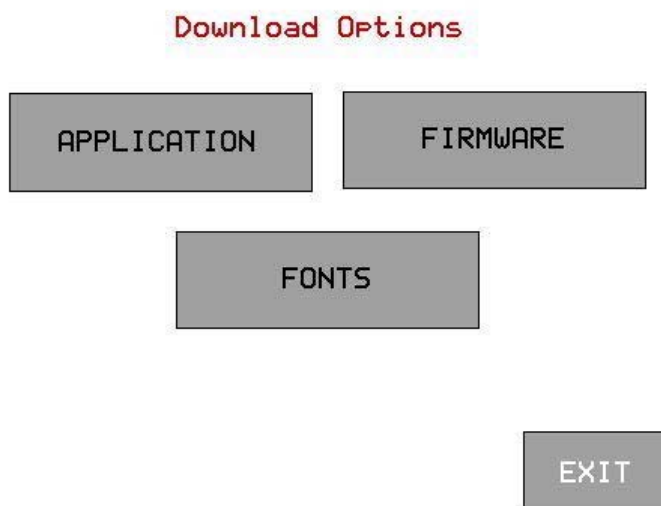 Download Options
APPLICATION
FIRMWARE
FONTS
EXIT